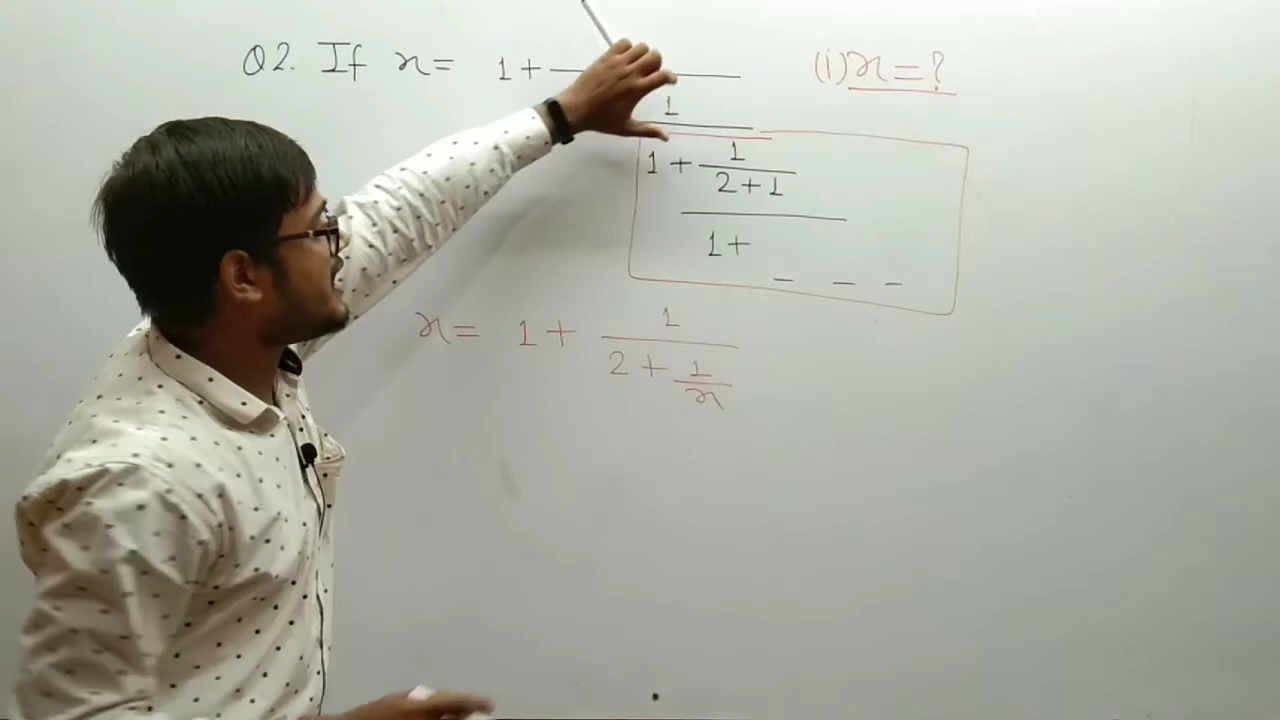 Q2. If x = 1 + (i) x = ?
1
1 + 1
2 + 1
1 + _ _ _
x = 1 + 1
2 + 1
x